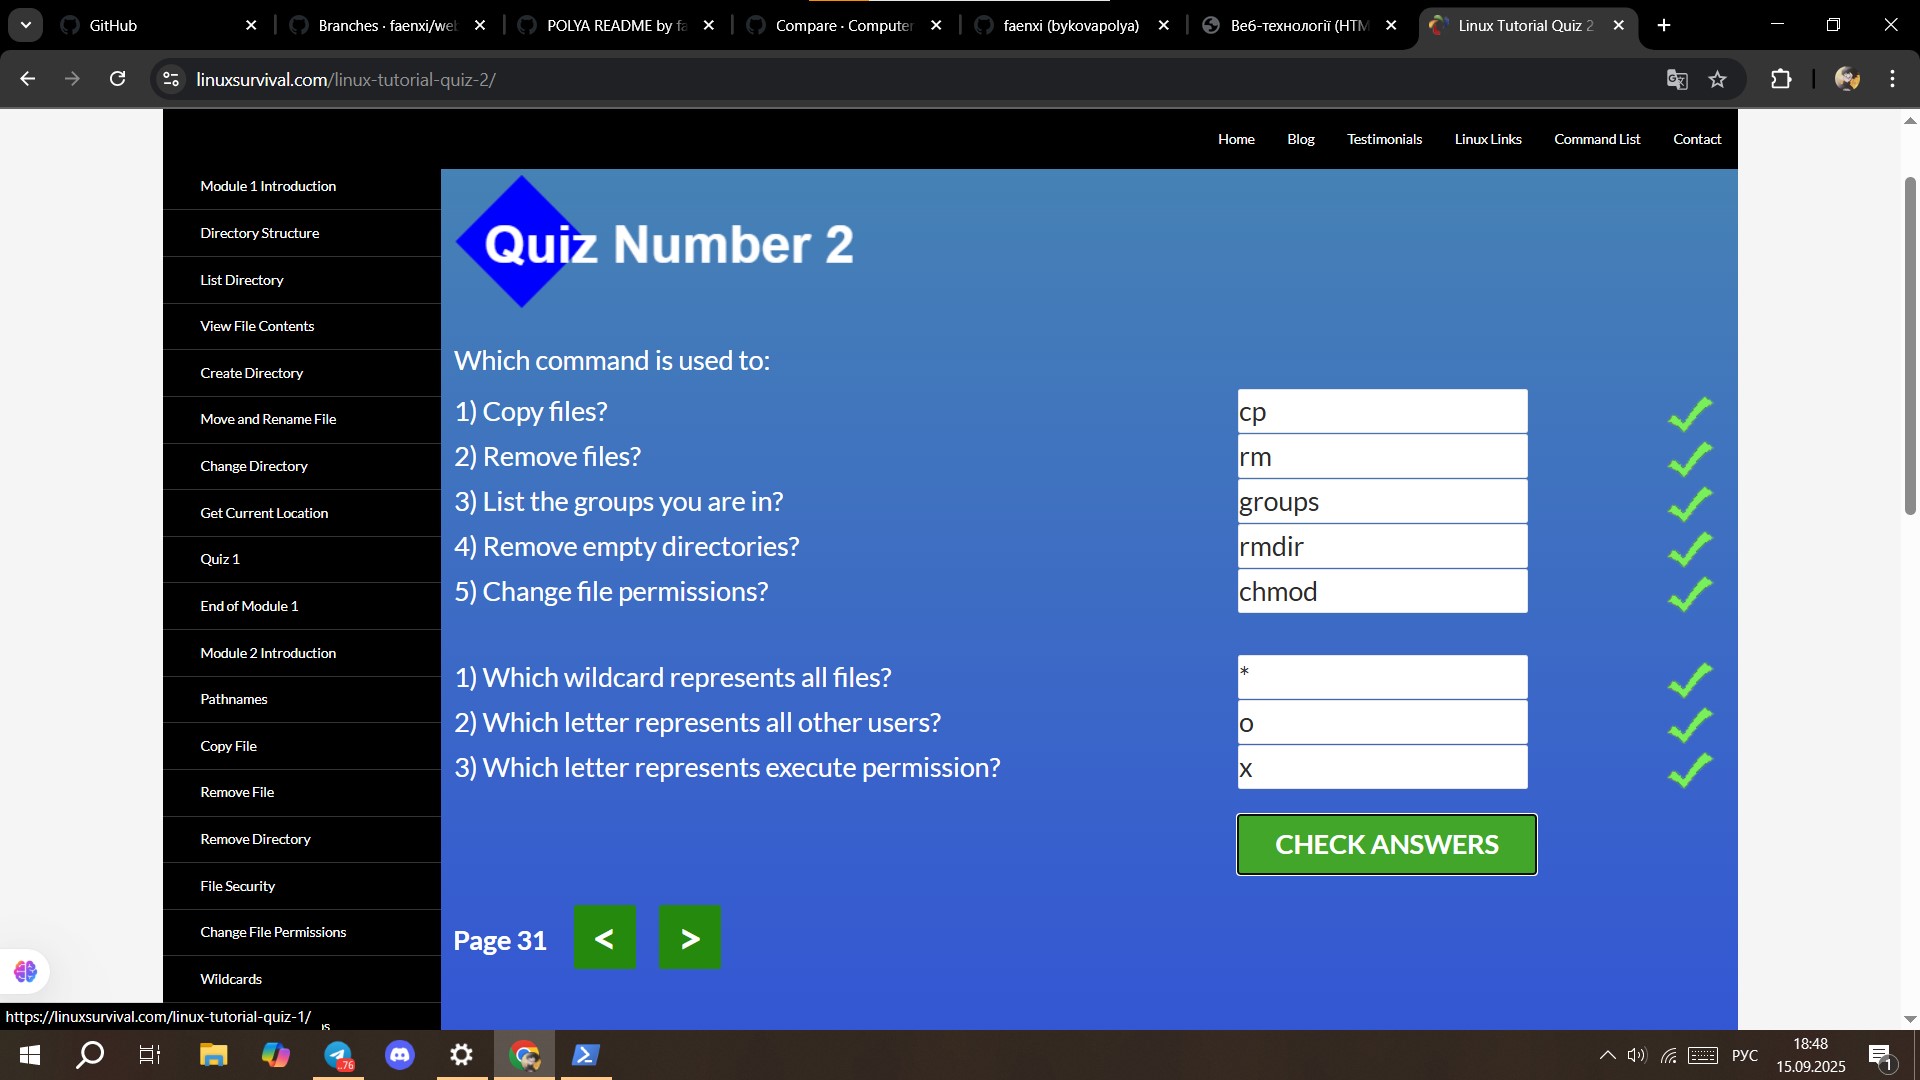 GitHub
Branches · faenxi/web
POLYA README by fa
Compare · Computer
faenxi (bykovapolya)
Веб-технології (HTM
Linux Tutorial Quiz 2
linuxsurvival.com/linux-tutorial-quiz-2/
Home
Blog
Testimonials
Linux Links
Command List
Contact
Module 1 Introduction
Directory Structure
List Directory
View File Contents
Create Directory
Move and Rename File
Change Directory
Get Current Location
Quiz 1
End of Module 1
Module 2 Introduction
Pathnames
Copy File
Remove File
Remove Directory
File Security
Change File Permissions
Wildcards
Quiz Number 2
Which command is used to:
1) Copy files? cp
2) Remove files? rm
3) List the groups you are in? groups
4) Remove empty directories? rmdir
5) Change file permissions? chmod
1) Which wildcard represents all files? *
2) Which letter represents all other users? o
3) Which letter represents execute permission? x
CHECK ANSWERS
Page 31 < >
https://linuxsurvival.com/linux-tutorial-quiz-1/
..76
РУС
18:48
15.09.2025
1